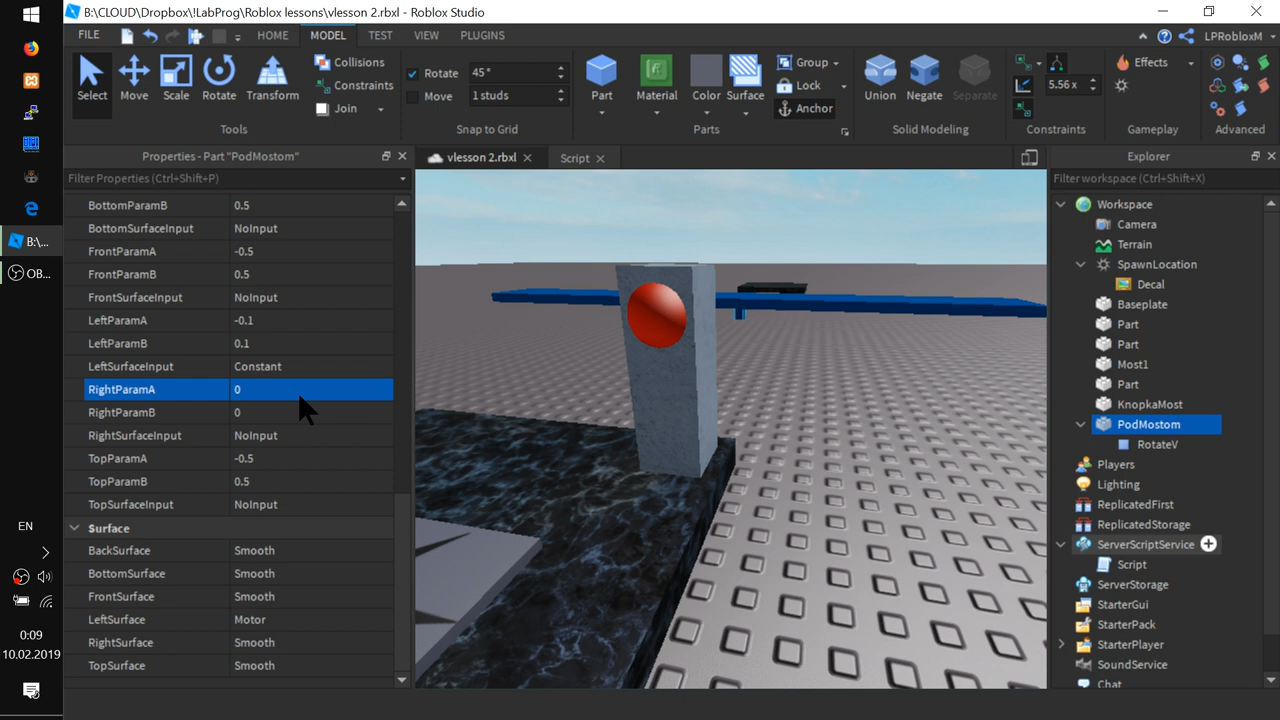 B:\CLOUD\Dropbox\!LabProg\Roblox lessons\vlesson 2.rbxl - Roblox Studio
FILE
HOME
MODEL
TEST
VIEW
PLUGINS
LPRobloxM
Select
Move
Scale
Rotate
Transform
Collisions
Constraints
Join
Tools
Rotate
45°
Move
1 studs
Snap to Grid
Part
Material
Color
Surface
Group
Lock
Anchor
Parts
Union
Negate
Separate
Solid Modeling
5.56x
Constraints
Effects
Gameplay
Advanced
Properties - Part "PodMostom"
Filter Properties (Ctrl+Shift+P)
BottomParamB 0.5
BottomSurfaceInput NoInput
FrontParamA -0.5
FrontParamB 0.5
FrontSurfaceInput NoInput
LeftParamA -0.1
LeftParamB 0.1
LeftSurfaceInput Constant
RightParamA 0
RightParamB 0
RightSurfaceInput NoInput
TopParamA -0.5
TopParamB 0.5
TopSurfaceInput NoInput
Surface
BackSurface Smooth
BottomSurface Smooth
FrontSurface Smooth
LeftSurface Motor
RightSurface Smooth
TopSurface Smooth
vlesson 2.rbxl
Script
Explorer
Filter workspace (Ctrl+Shift+X)
Workspace
Camera
Terrain
SpawnLocation
Decal
Baseplate
Part
Part
Most1
Part
KnopkaMost
PodMostom
RotateV
Players
Lighting
ReplicatedFirst
ReplicatedStorage
ServerScriptService
Script
ServerStorage
StarterGui
StarterPack
StarterPlayer
SoundService
Chat
B:\...
OB...
EN
0:09
10.02.2019